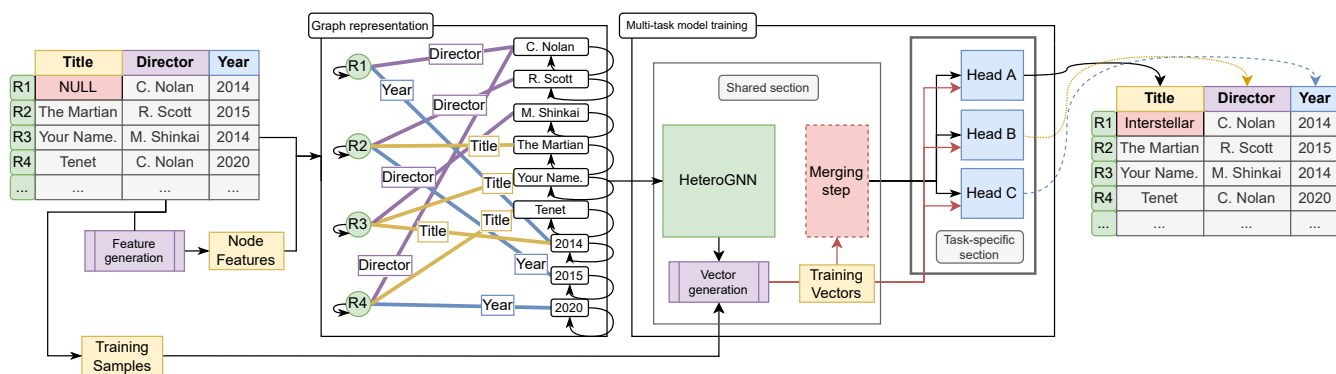 Title Director Year
R1 NULL C. Nolan 2014
R2 The Martian R. Scott 2015
R3 Your Name. M. Shinkai 2014
R4 Tenet C. Nolan 2020
... ... ... ...
Feature
generation
Node
Features
Training
Samples
Graph representation
R1
R2
R3
R4
Director
Year
Director
Title
Director
Title
Title
Title
Director
Year
Year
C. Nolan
R. Scott
M. Shinkai
The Martian
Your Name.
Tenet
2014
2015
2020
Multi-task model training
Shared section
HeteroGNN
Merging
step
Vector
generation
Training
Vectors
Head A
Head B
Head C
Task-specific
section
Title Director Year
R1 Interstellar C. Nolan 2014
R2 The Martian R. Scott 2015
R3 Your Name. M. Shinkai 2014
R4 Tenet C. Nolan 2020
... ... ... ...